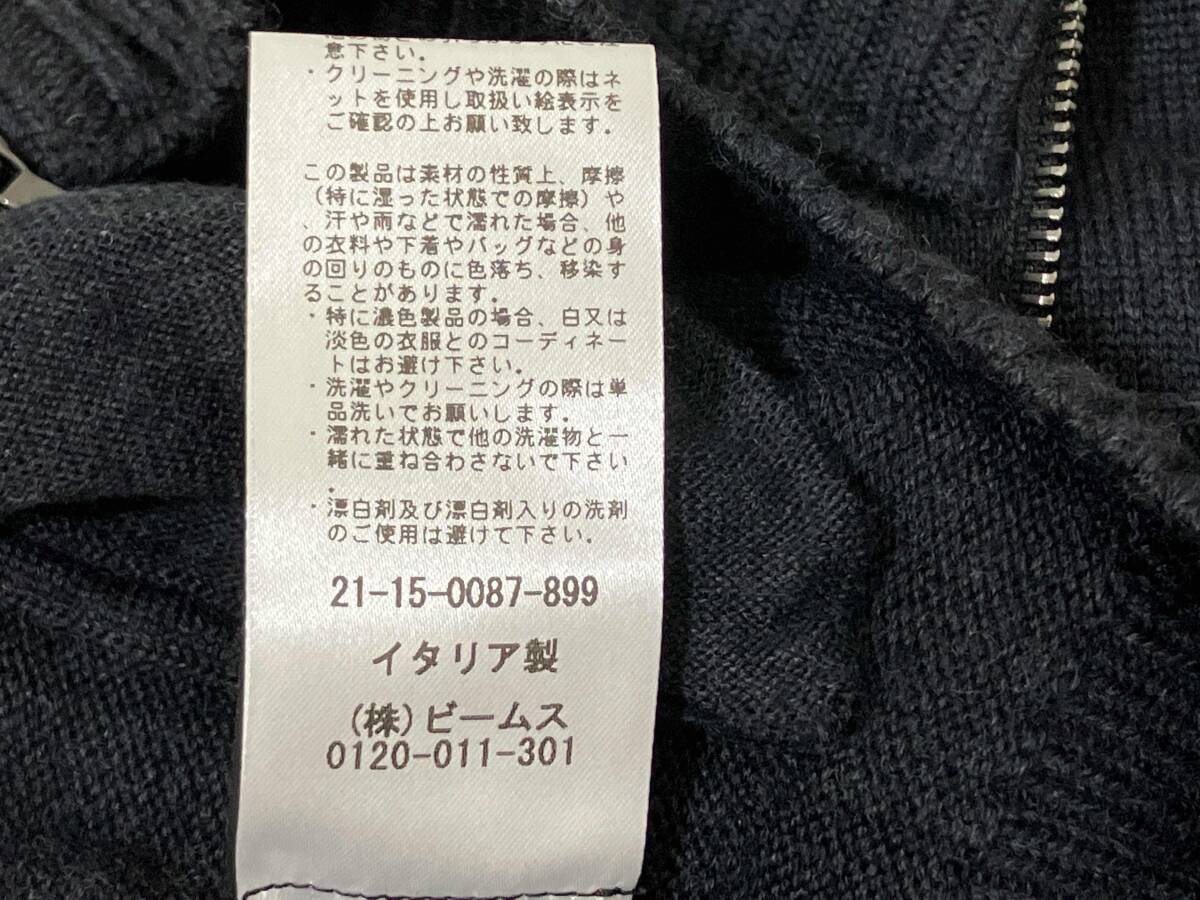 意下さい。
・クリーニングや洗濯の際はネ
ットを使用し取扱い絵表示を
ご確認の上お願い致します。
この製品は素材の性質上、摩擦
（特に湿った状態での摩擦）や
、汗や雨などで濡れた場合、他
の衣料や下着やバッグなどの身
の回りのものに色落ち、移染す
ることがあります。
・特に濃色製品の場合、白又は
淡色の衣服とのコーディネー
トはお避け下さい。
・洗濯やクリーニングの際は単
品洗いでお願いします。
・濡れた状態で他の洗濯物と一
緒に重ね合わさないで下さい
。
・漂白剤及び漂白剤入りの洗剤
のご使用は避けて下さい。
21-15-0087-899
イタリア製
(株)ビームス
0120-011-301